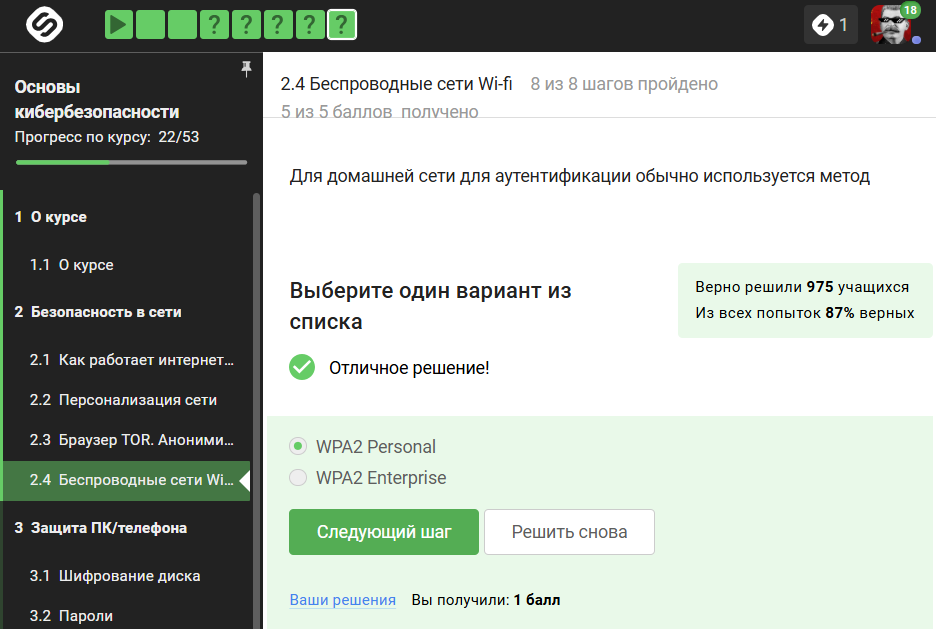 ? ? ? ? ?
1
18
Основы
кибербезопасности
Прогресс по курсу: 22/53
1 О курсе
1.1 О курсе
2 Безопасность в сети
2.1 Как работает интернет...
2.2 Персонализация сети
2.3 Браузер TOR. Аноними...
2.4 Беспроводные сети Wi...
3 Защита ПК/телефона
3.1 Шифрование диска
3.2 Пароли
2.4 Беспроводные сети Wi-fi 8 из 8 шагов пройдено
5 из 5 баллов получено
Для домашней сети для аутентификации обычно используется метод
Выберите один вариант из
списка
Верно решили 975 учащихся
Из всех попыток 87% верных
Отличное решение!
WPA2 Personal
WPA2 Enterprise
Следующий шаг
Решить снова
Ваши решения Вы получили: 1 балл